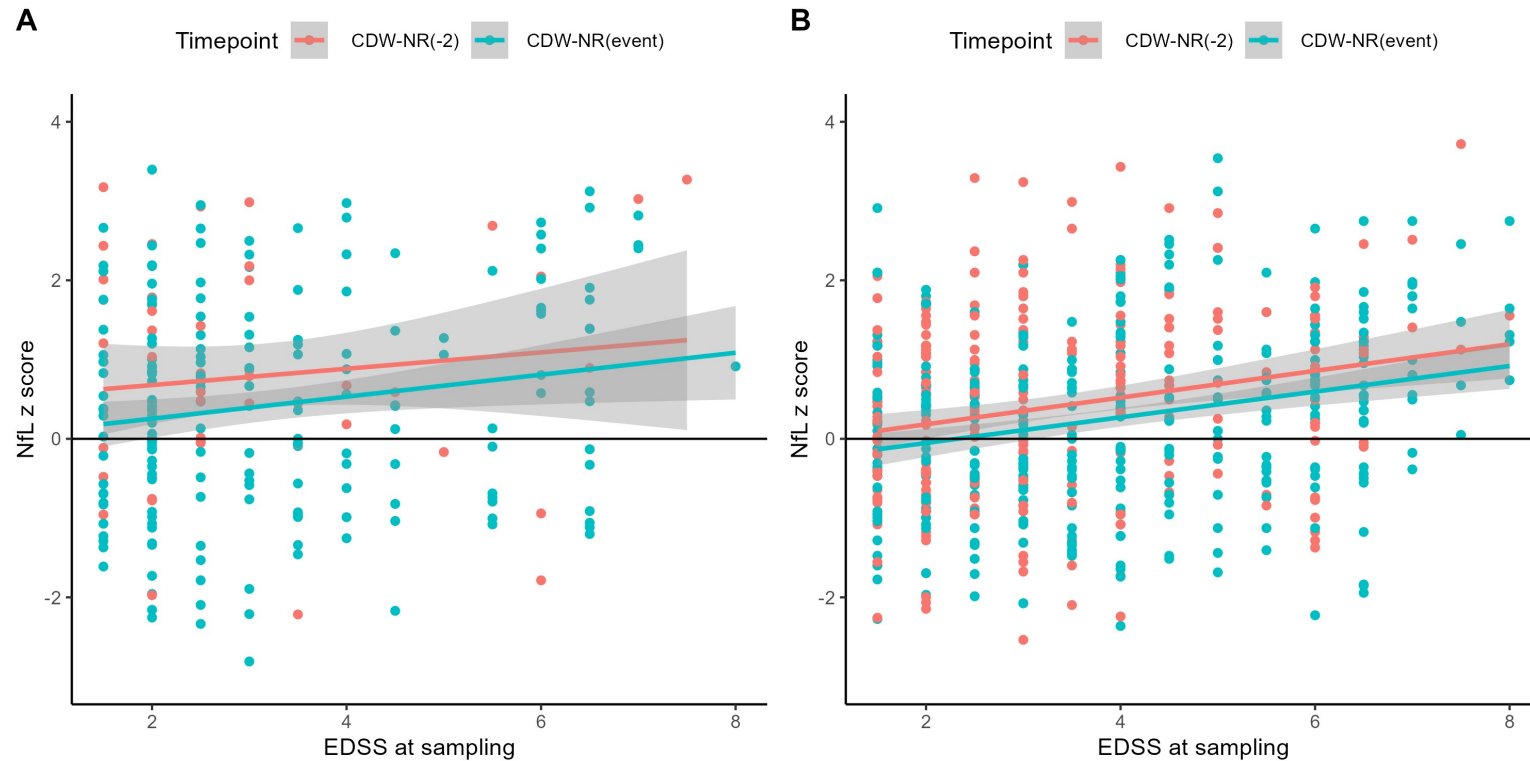 A
Timepoint CDW-NR(-2) CDW-NR(event)
NfL z score
4
2
0
-2
2 4 6 8
EDSS at sampling
B
Timepoint CDW-NR(-2) CDW-NR(event)
NfL z score
4
2
0
-2
2 4 6 8
EDSS at sampling